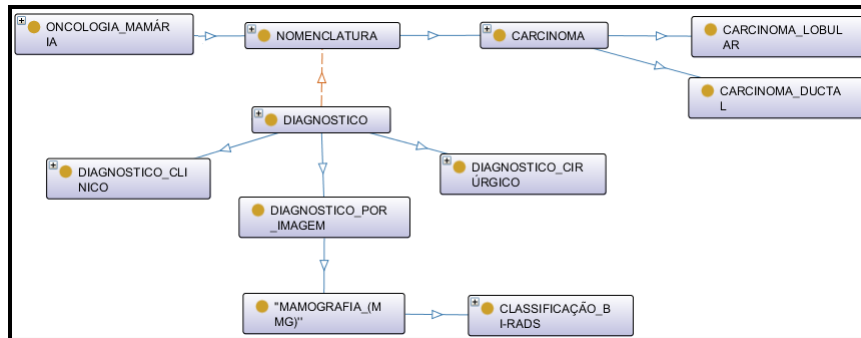 ONCOLOGIA_MAMÁR
IA
NOMENCLATURA
CARCINOMA
CARCINOMA_LOBUL
AR
CARCINOMA_DUCTA
L
DIAGNOSTICO
DIAGNOSTICO_CLI
NICO
DIAGNOSTICO_CIR
ÚRGICO
DIAGNOSTICO_POR
_IMAGEM
"MAMOGRAFIA_(M
MG)"
CLASSIFICAÇÃO_B
I-RADS